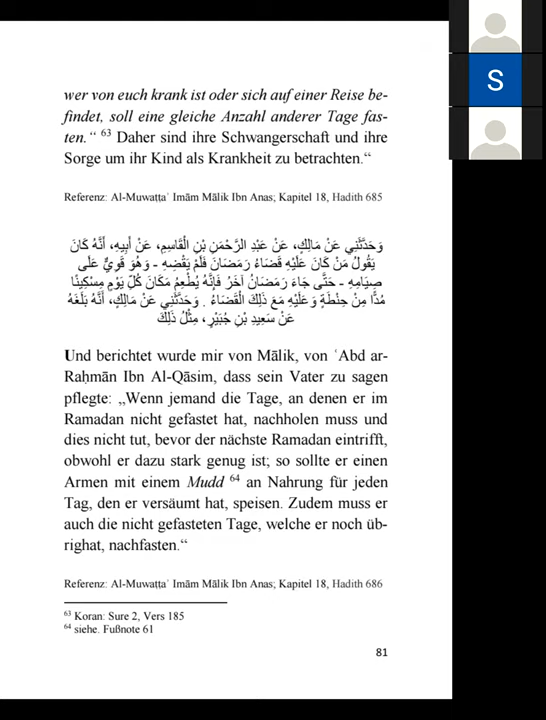 wer von euch krank ist oder sich auf einer Reise be-
findet, soll eine gleiche Anzahl anderer Tage fas-
ten.“ 63 Daher sind ihre Schwangerschaft und ihre
Sorge um ihr Kind als Krankheit zu betrachten.“
Referenz: Al-Muwaṭṭaʾ Imām Mālik Ibn Anas; Kapitel 18, Hadith 685
وَحَدَّثَنِي عَنْ مَالِكٍ، عَنْ عَبْدِ الرَّحْمَنِ بْنِ الْقَاسِمِ، عَنْ أَبِيهِ، أَنَّهُ كَانَ
يَقُولُ مَنْ كَانَ عَلَيْهِ قَضَاءُ رَمَضَانَ فَلَمْ يَقْضِهِ - وَهُوَ قَوِيٌّ عَلَى
صِيَامِهِ - حَتَّى جَاءَ رَمَضَانُ آخَرُ فَإِنَّهُ يُطْعِمُ مَكَانَ كُلِّ يَوْمٍ مِسْكِينًا
مُدًّا مِنْ حِنْطَةٍ وَعَلَيْهِ مَعَ ذَلِكَ الْقَضَاءُ . وَحَدَّثَنِي عَنْ مَالِكٍ، أَنَّهُ بَلَغَهُ
عَنْ سَعِيدِ بْنِ جُبَيْرٍ، مِثْلُ ذَلِكَ
Und berichtet wurde mir von Mālik, von ʿAbd ar-
Raḥmān Ibn Al-Qāsim, dass sein Vater zu sagen
pflegte: „Wenn jemand die Tage, an denen er im
Ramadan nicht gefastet hat, nachholen muss und
dies nicht tut, bevor der nächste Ramadan eintrifft,
obwohl er dazu stark genug ist; so sollte er einen
Armen mit einem Mudd 64 an Nahrung für jeden
Tag, den er versäumt hat, speisen. Zudem muss er
auch die nicht gefasteten Tage, welche er noch üb-
righat, nachfasten.“
Referenz: Al-Muwaṭṭaʾ Imām Mālik Ibn Anas; Kapitel 18, Hadith 686
63 Koran: Sure 2, Vers 185
64 siehe. Fußnote 61
81
S